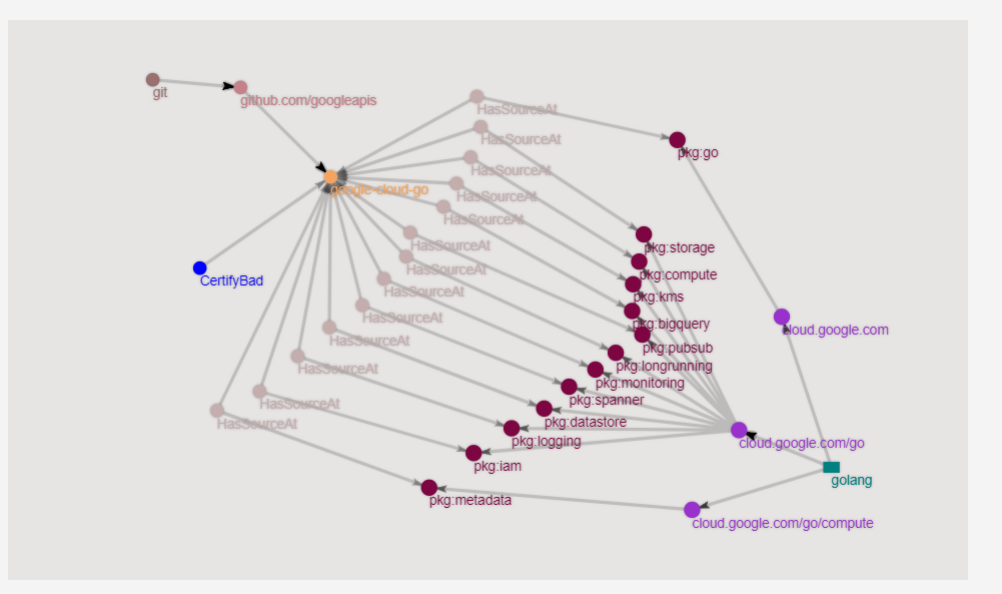 git
github.com/googleapis
HasSourceAt
HasSourceAt
pkg:go
HasSourceAt
google-cloud-go
HasSourceAt
HasSourceAt
HasSourceAt
HasSourceAt
pkg:storage
HasSourceAt
pkg:compute
CertifyBad
HasSourceAt
pkg:kms
HasSourceAt
pkg:bigquery
cloud.google.com
HasSourceAt
pkg:pubsub
pkg:longrunning
HasSourceAt
pkg:monitoring
pkg:spanner
HasSourceAt
pkg:datastore
HasSourceAt
pkg:logging
cloud.google.com/go
pkg:iam
golang
pkg:metadata
cloud.google.com/go/compute